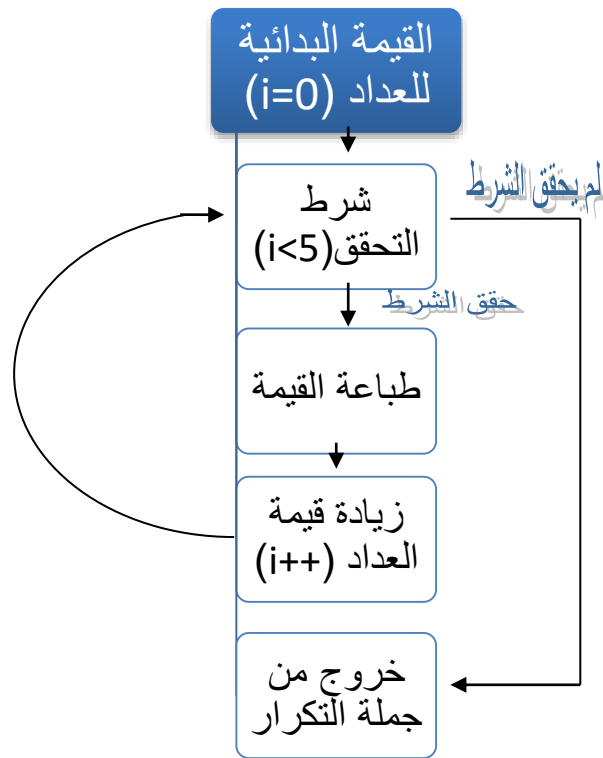 القيمة البدائية
للعداد (i=0)
شرط
التحقق(i<5)
لم يحقق الشرط
حقق الشرط
طباعة القيمة
زيادة قيمة
العداد (i++)
خروج من
جملة التكرار